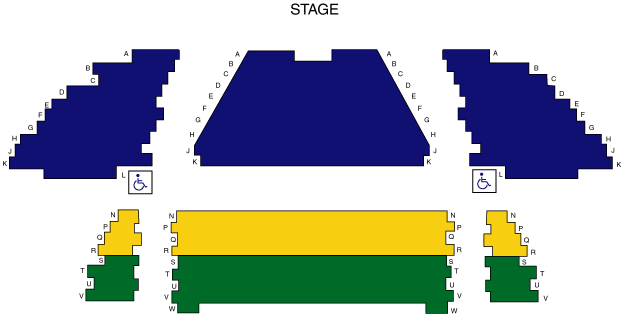 STAGE
A A A A
B B B B
C C C C
D D D D
E E E E
F F F F
G G G G
H H H H
J J J J
K K K K
L L
N N N N
P P P P
Q Q Q Q
R R R R
S S S S
T T T T
U U U U
V V V V
W W